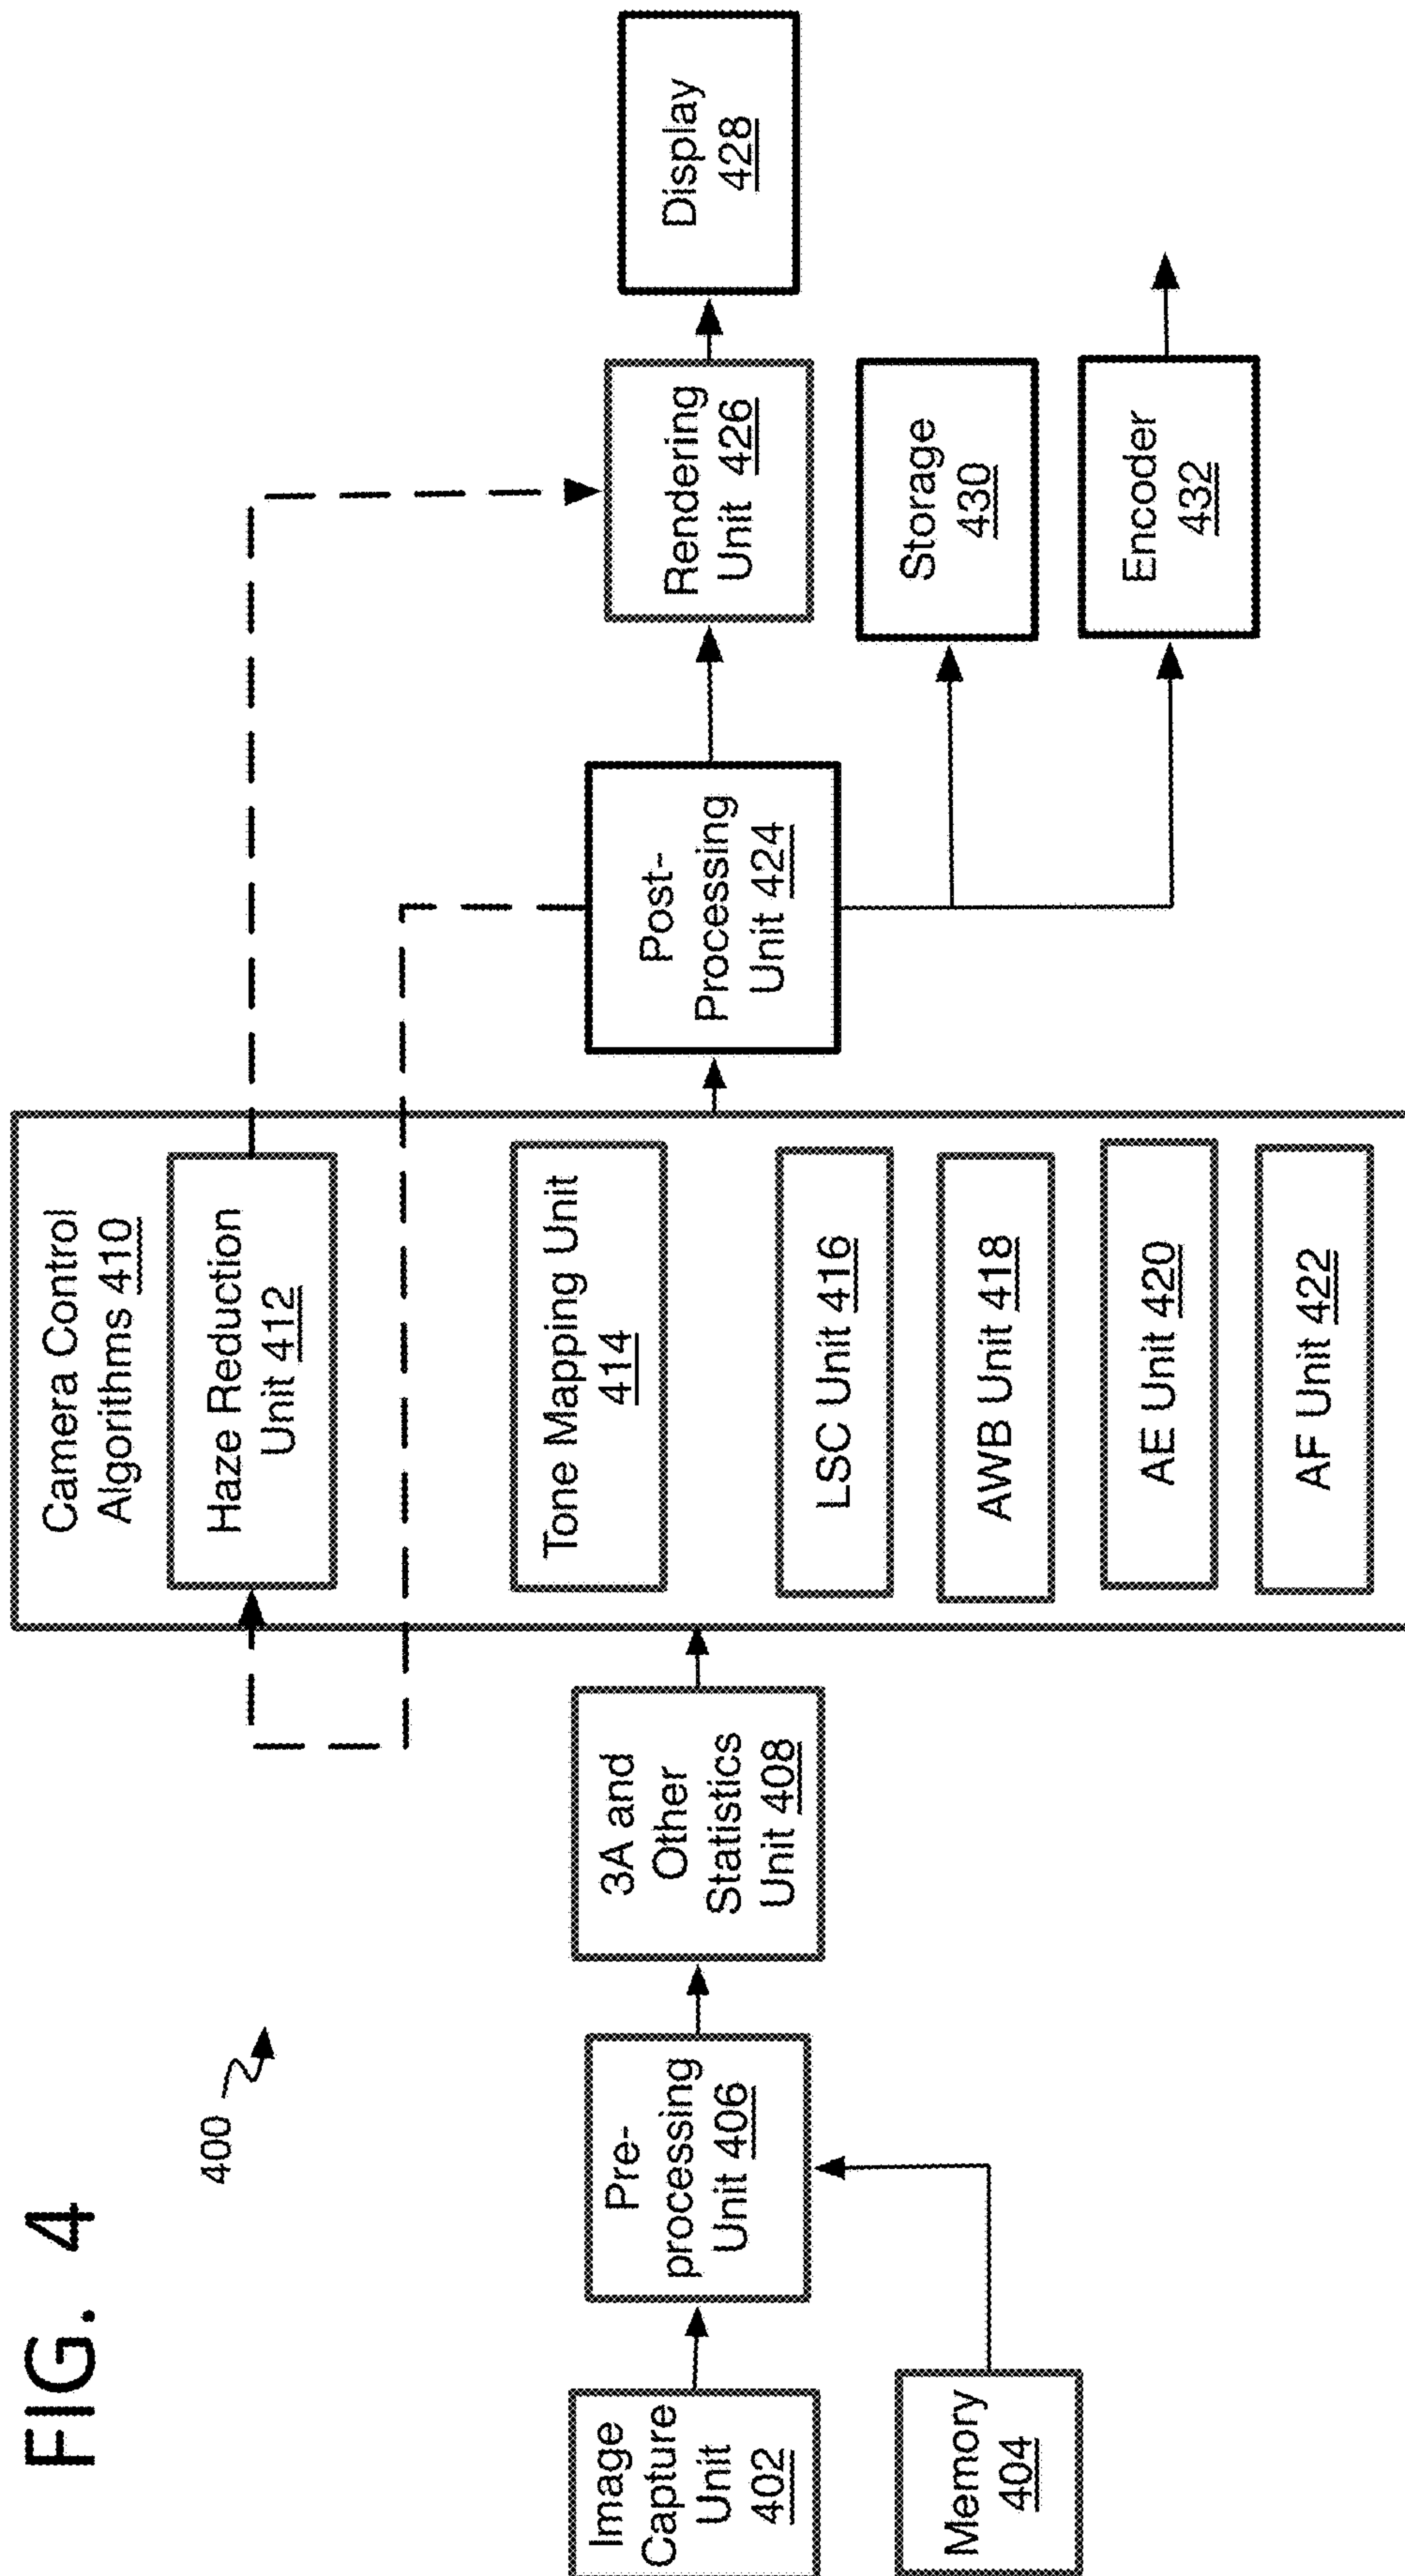 FIG. 4
400
Image
Capture
Unit
402
Memory
404
Pre-
processing
Unit 406
3A and
Other
Statistics
Unit 408
Camera Control
Algorithms 410
Haze Reduction
Unit 412
Tone Mapping Unit
414
LSC Unit 416
AWB Unit 418
AE Unit 420
AF Unit 422
Post-
Processing
Unit 424
Rendering
Unit 426
Display
428
Storage
430
Encoder
432